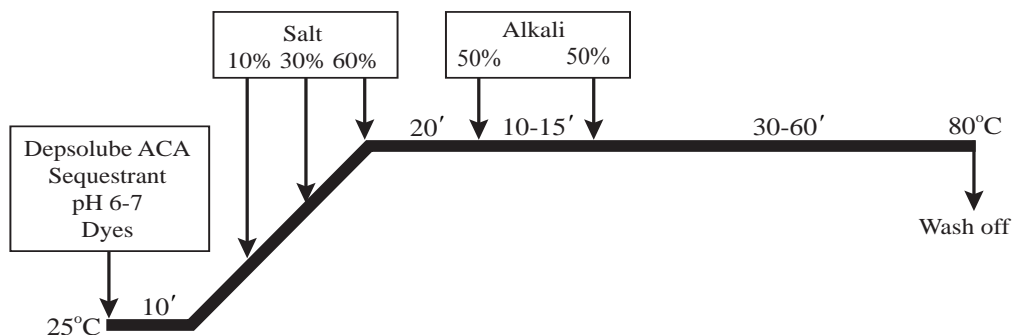 Salt
10% 30% 60%
Alkali
50% 50%
Depsolube ACA
Sequestrant
pH 6-7
Dyes
20′ 10-15′ 30-60′ 80°C
Wash off
25°C 10′